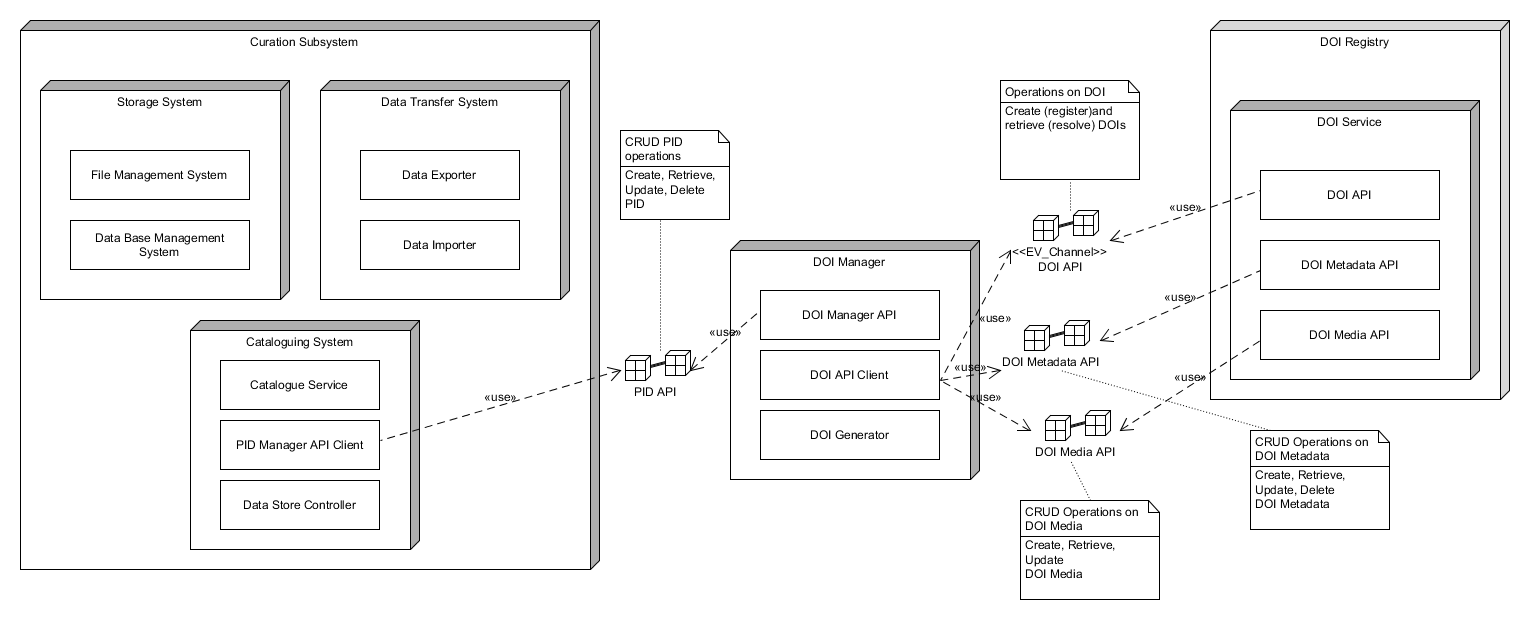 Curation Subsystem
Storage System
File Management System
Data Base Management
System
Data Transfer System
Data Exporter
Data Importer
Cataloguing System
Catalogue Service
PID Manager API Client
Data Store Controller
«use»
CRUD PID
operations
Create, Retrieve,
Update, Delete
PID
PID API
«use»
DOI Manager
DOI Manager API
DOI API Client
DOI Generator
«use»
«use»
«use»
Operations on DOI
Create (register)and
retrieve (resolve) DOIs
<<EV_Channel>>
DOI API
DOI Metadata API
DOI Media API
CRUD Operations on
DOI Media
Create, Retrieve,
Update
DOI Media
«use»
«use»
«use»
DOI Registry
DOI Service
DOI API
DOI Metadata API
DOI Media API
CRUD Operations on
DOI Metadata
Create, Retrieve,
Update, Delete
DOI Metadata